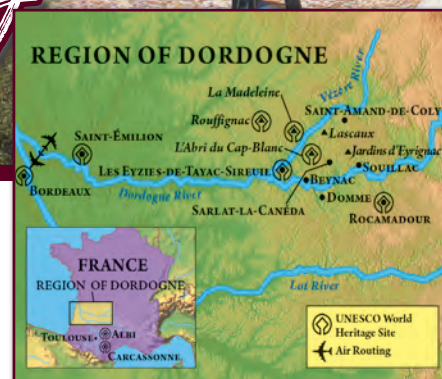 REGION OF DORDOGNE
Vézère River
La Madeleine
SAINT-AMAND-DE-COLY
Rouffignac
Lascaux
SAINT-ÉMILION
L'Abri du Cap-Blanc
Jardins d'Eyrignac
LES EYZIES-DE-TAYAC-SIREUIL
SOUILLAC
BORDEAUX
Dordogne River
BEYNAC
SARLAT-LA-CANÉDA
DOMME
ROCAMADOUR
FRANCE
REGION OF DORDOGNE
Lot River
UNESCO World
Heritage Site
Air Routing
TOULOUSE
ALBI
CARCASSONNE